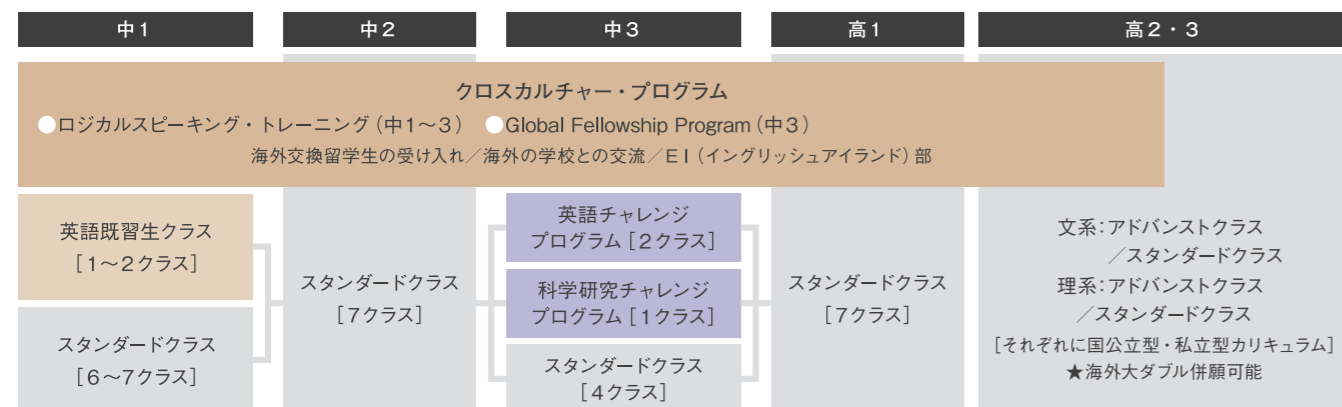 中1
中2
中3
高1
高2・3
クロスカルチャー・プログラム
●ロジカルスピーキング・トレーニング(中1～3) ●Global Fellowship Program(中3)
海外交換留学生の受け入れ／海外の学校との交流／EI(イングリッシュアイランド)部
英語既習生クラス
[1～2クラス]
スタンダードクラス
[6～7クラス]
スタンダードクラス
[7クラス]
英語チャレンジ
プログラム[2クラス]
科学研究チャレンジ
プログラム[1クラス]
スタンダードクラス
[4クラス]
スタンダードクラス
[7クラス]
文系:アドバンストクラス
／スタンダードクラス
理系:アドバンストクラス
／スタンダードクラス
[それぞれに国公立型・私立型カリキュラム]
★海外大ダブル併願可能